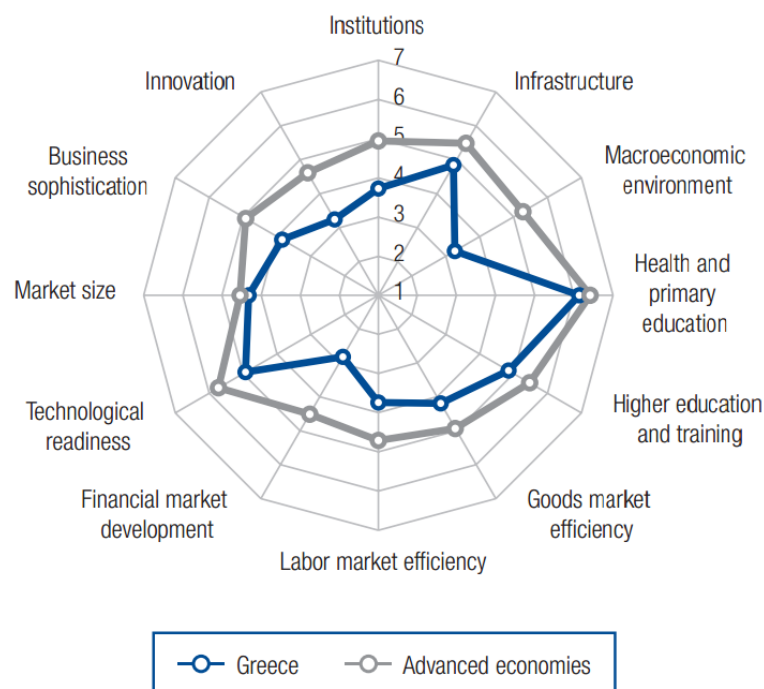 Institutions
7
6
5
4
3
2
1
Infrastructure
Macroeconomic
environment
Health and
primary
education
Higher education
and training
Goods market
efficiency
Labor market efficiency
Financial market
development
Technological
readiness
Market size
Business
sophistication
Innovation
Greece
Advanced economies